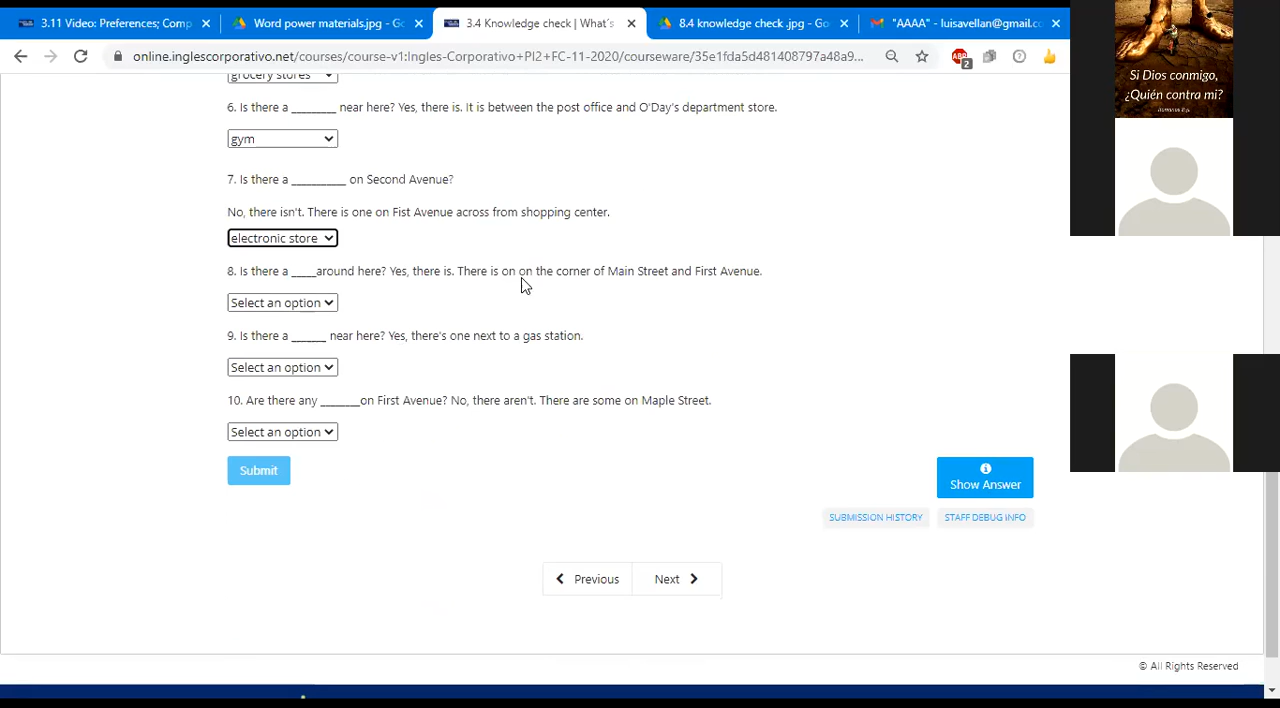 3.11 Video: Preferences; Comp
Word power materials.jpg - Go
3.4 Knowledge check | What's
8.4 knowledge check .jpg - Go
"AAAA" - luisavellan@gmail.cc
online.inglescorporativo.net/courses/course-v1:Ingles-Corporativo+PI2+FC-11-2020/courseware/35e1fda5d481408797a48a9...
2
Si Dios conmigo,
¿Quién contra mi?
grocery stores
6. Is there a _________ near here? Yes, there is. It is between the post office and O'Day's department store.
gym
7. Is there a ___________ on Second Avenue?
No, there isn't. There is one on Fist Avenue across from shopping center.
electronic store
8. Is there a _____around here? Yes, there is. There is on on the corner of Main Street and First Avenue.
Select an option
9. Is there a _______ near here? Yes, there's one next to a gas station.
Select an option
10. Are there any ________on First Avenue? No, there aren't. There are some on Maple Street.
Select an option
Submit
Show Answer
SUBMISSION HISTORY
STAFF DEBUG INFO
Previous
Next
© All Rights Reserved